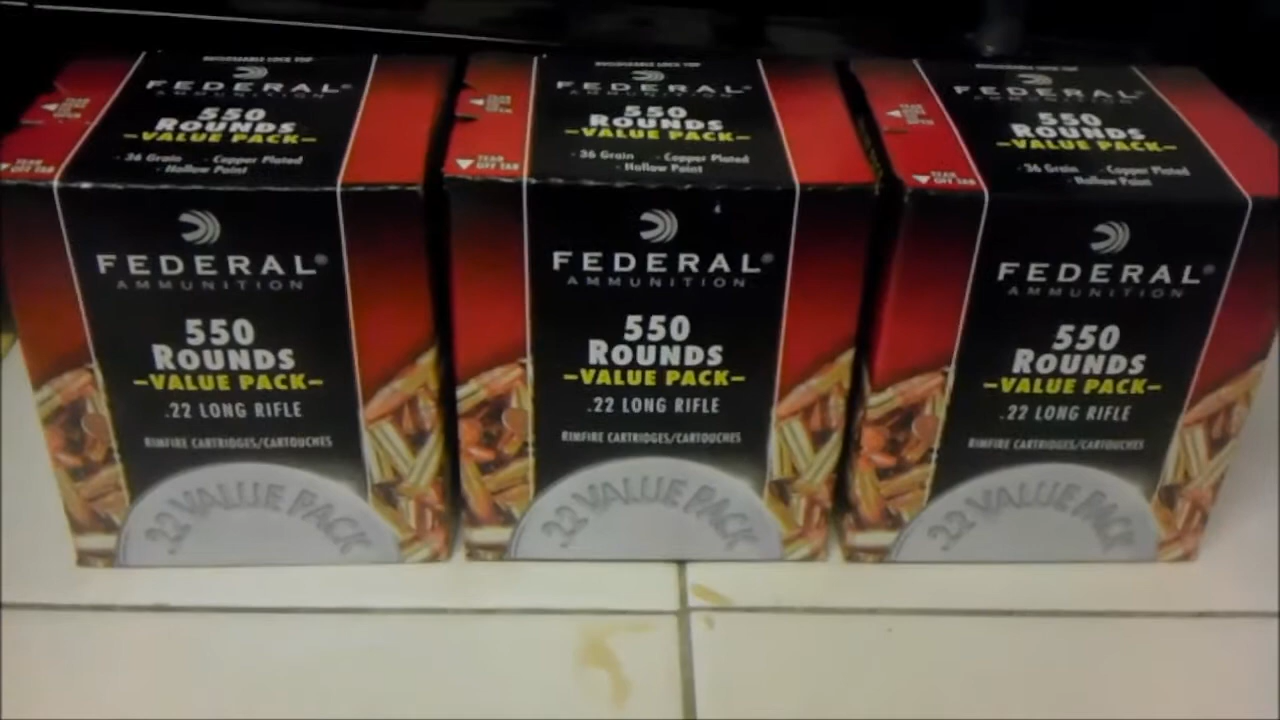 RECLOSEABLE LOCK TOP
FEDERAL®
AMMUNITION
550
ROUNDS
-VALUE PACK-
· 36 Grain · Copper Plated
· Hollow Point
TEAR
OFF TAB
FEDERAL®
AMMUNITION
550
ROUNDS
-VALUE PACK-
.22 LONG RIFLE
RIMFIRE CARTRIDGES/CARTOUCHES
.22 VALUE PACK
FEDERAL®
AMMUNITION
550
ROUNDS
-VALUE PACK-
· 36 Grain · Copper Plated
· Hollow Point
TEAR
OFF TAB
FEDERAL®
AMMUNITION
550
ROUNDS
-VALUE PACK-
.22 LONG RIFLE
RIMFIRE CARTRIDGES/CARTOUCHES
.22 VALUE PACK
FEDERAL®
AMMUNITION
550
ROUNDS
-VALUE PACK-
· 36 Grain · Copper Plated
· Hollow Point
TEAR
OFF TAB
FEDERAL®
AMMUNITION
550
ROUNDS
-VALUE PACK-
.22 LONG RIFLE
RIMFIRE CARTRIDGES/CARTOUCHES
.22 VALUE PACK